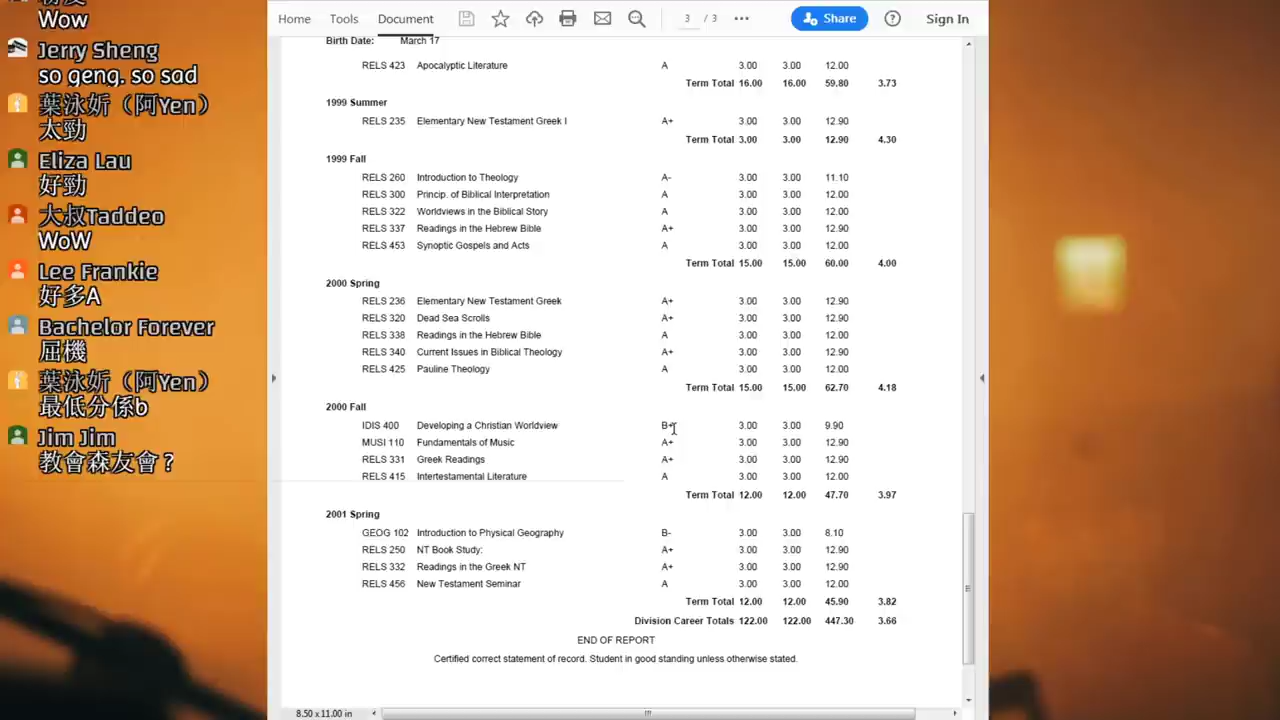 Wow
Jerry Sheng
so geng. so sad
葉泳妡（阿Yen）
太勁
Eliza Lau
好勁
大叔Taddeo
WoW
Lee Frankie
好多A
Bachelor Forever
屈機
葉泳妡（阿Yen）
最低分係b
Jim Jim
教會森友會？
Home Tools Document 3 / 3 Share Sign In
Birth Date: March 17
RELS 423 Apocalyptic Literature A 3.00 3.00 12.00
Term Total 16.00 16.00 59.80 3.73
1999 Summer
RELS 235 Elementary New Testament Greek I A+ 3.00 3.00 12.90
Term Total 3.00 3.00 12.90 4.30
1999 Fall
RELS 260 Introduction to Theology A- 3.00 3.00 11.10
RELS 300 Princip. of Biblical Interpretation A 3.00 3.00 12.00
RELS 322 Worldviews in the Biblical Story A 3.00 3.00 12.00
RELS 337 Readings in the Hebrew Bible A+ 3.00 3.00 12.90
RELS 453 Synoptic Gospels and Acts A 3.00 3.00 12.00
Term Total 15.00 15.00 60.00 4.00
2000 Spring
RELS 236 Elementary New Testament Greek A+ 3.00 3.00 12.90
RELS 320 Dead Sea Scrolls A+ 3.00 3.00 12.90
RELS 338 Readings in the Hebrew Bible A 3.00 3.00 12.00
RELS 340 Current Issues in Biblical Theology A+ 3.00 3.00 12.90
RELS 425 Pauline Theology A 3.00 3.00 12.00
Term Total 15.00 15.00 62.70 4.18
2000 Fall
IDIS 400 Developing a Christian Worldview B+ 3.00 3.00 9.90
MUSI 110 Fundamentals of Music A+ 3.00 3.00 12.90
RELS 331 Greek Readings A+ 3.00 3.00 12.90
RELS 415 Intertestamental Literature A 3.00 3.00 12.00
Term Total 12.00 12.00 47.70 3.97
2001 Spring
GEOG 102 Introduction to Physical Geography B- 3.00 3.00 8.10
RELS 250 NT Book Study: A+ 3.00 3.00 12.90
RELS 332 Readings in the Greek NT A+ 3.00 3.00 12.90
RELS 456 New Testament Seminar A 3.00 3.00 12.00
Term Total 12.00 12.00 45.90 3.82
Division Career Totals 122.00 122.00 447.30 3.66
END OF REPORT
Certified correct statement of record. Student in good standing unless otherwise stated.
8.50 x 11.00 in